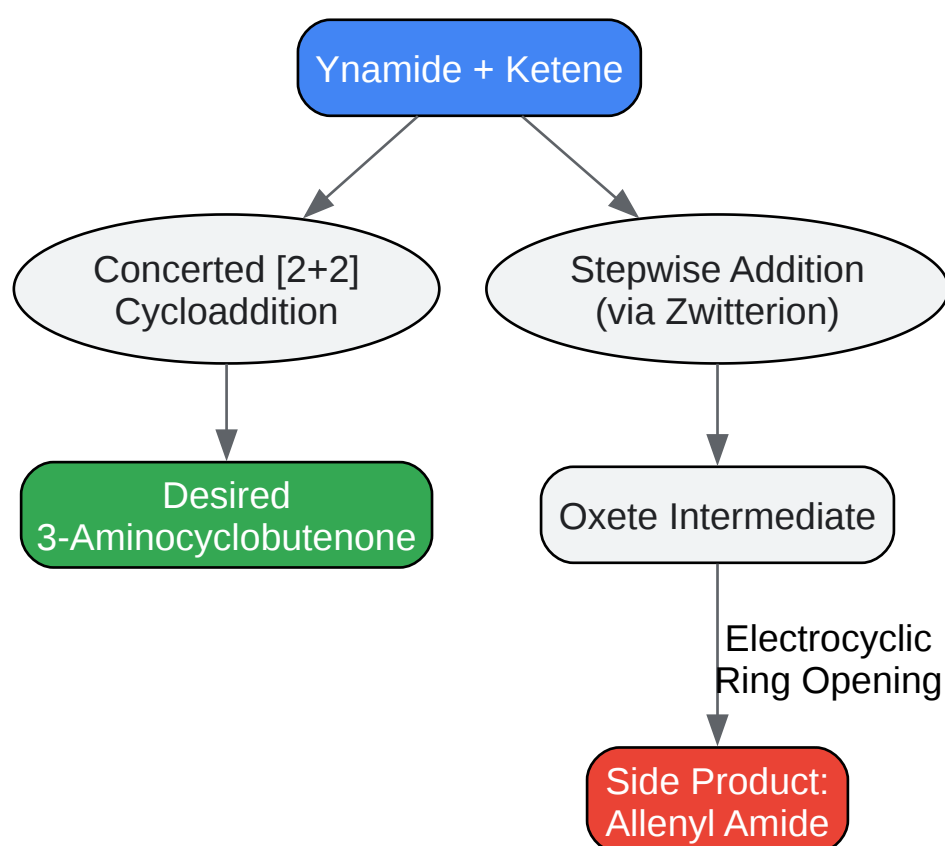 Ynamide + Ketene
Concerted [2+2]
Cycloaddition
Stepwise Addition
(via Zwitterion)
Desired
3-Aminocyclobutenone
Oxete Intermediate
Electrocyclic
Ring Opening
Side Product:
Allenyl Amide